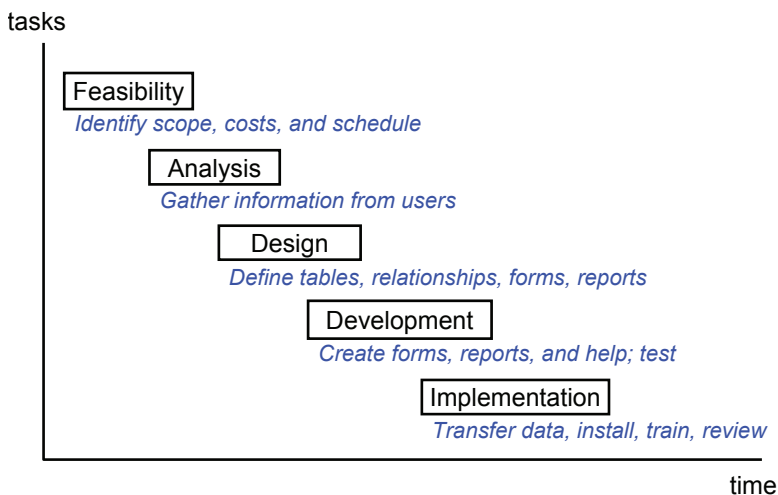 tasks
Feasibility
Identify scope, costs, and schedule
Analysis
Gather information from users
Design
Define tables, relationships, forms, reports
Development
Create forms, reports, and help; test
Implementation
Transfer data, install, train, review
time